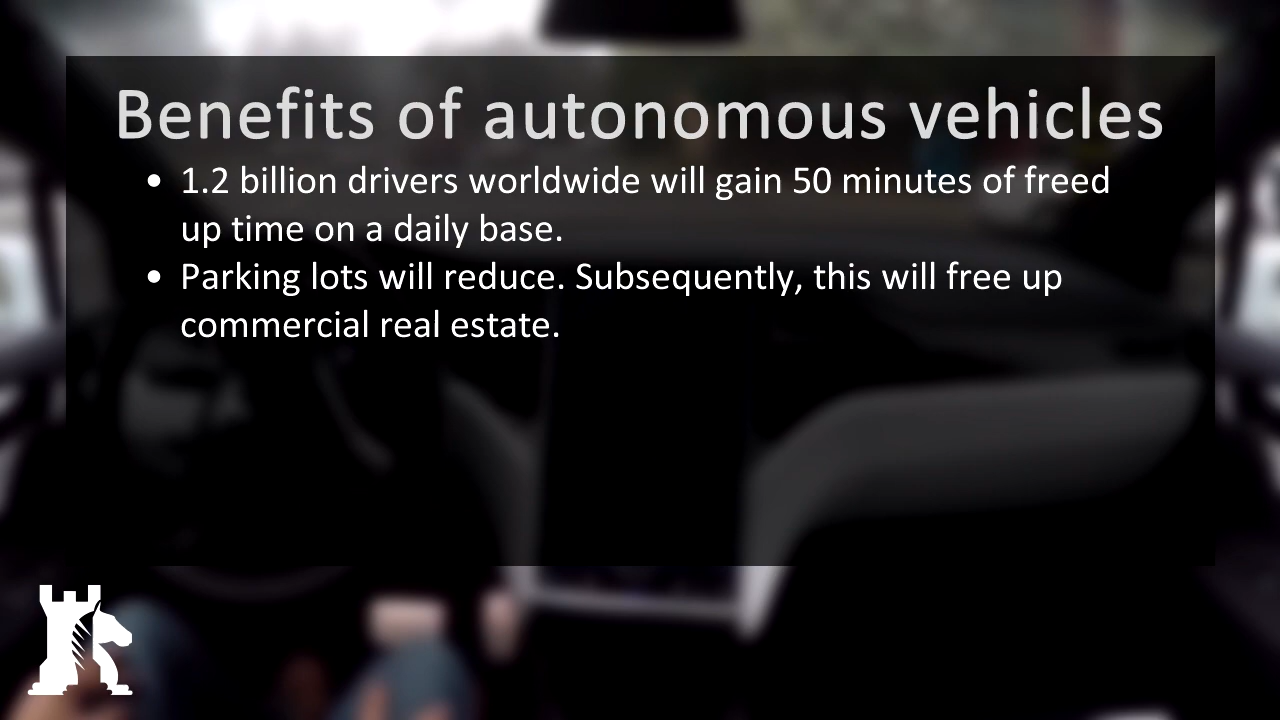 Benefits of autonomous vehicles
• 1.2 billion drivers worldwide will gain 50 minutes of freed
up time on a daily base.
• Parking lots will reduce. Subsequently, this will free up
commercial real estate.